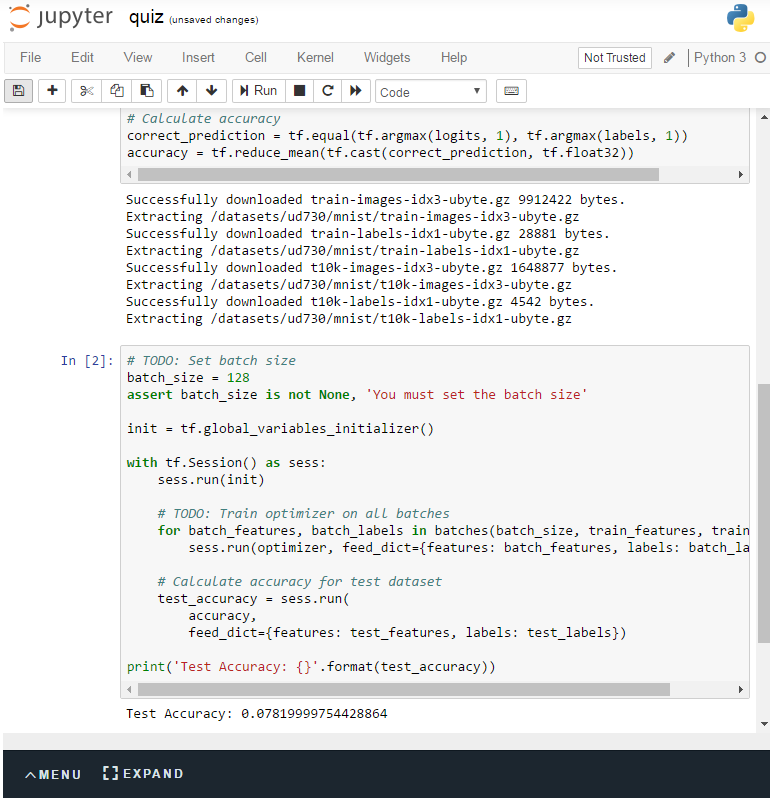 jupyter quiz (unsaved changes)
File Edit View Insert Cell Kernel Widgets Help Not Trusted Python 3
Run Code
# Calculate accuracy
correct_prediction = tf.equal(tf.argmax(logits, 1), tf.argmax(labels, 1))
accuracy = tf.reduce_mean(tf.cast(correct_prediction, tf.float32))
Successfully downloaded train-images-idx3-ubyte.gz 9912422 bytes.
Extracting /datasets/ud730/mnist/train-images-idx3-ubyte.gz
Successfully downloaded train-labels-idx1-ubyte.gz 28881 bytes.
Extracting /datasets/ud730/mnist/train-labels-idx1-ubyte.gz
Successfully downloaded t10k-images-idx3-ubyte.gz 1648877 bytes.
Extracting /datasets/ud730/mnist/t10k-images-idx3-ubyte.gz
Successfully downloaded t10k-labels-idx1-ubyte.gz 4542 bytes.
Extracting /datasets/ud730/mnist/t10k-labels-idx1-ubyte.gz
In [2]: # TODO: Set batch size
batch_size = 128
assert batch_size is not None, 'You must set the batch size'
init = tf.global_variables_initializer()
with tf.Session() as sess:
sess.run(init)
# TODO: Train optimizer on all batches
for batch_features, batch_labels in batches(batch_size, train_features, train
sess.run(optimizer, feed_dict={features: batch_features, labels: batch_la
# Calculate accuracy for test dataset
test_accuracy = sess.run(
accuracy,
feed_dict={features: test_features, labels: test_labels})
print('Test Accuracy: {}'.format(test_accuracy))
Test Accuracy: 0.07819999754428864
MENU EXPAND